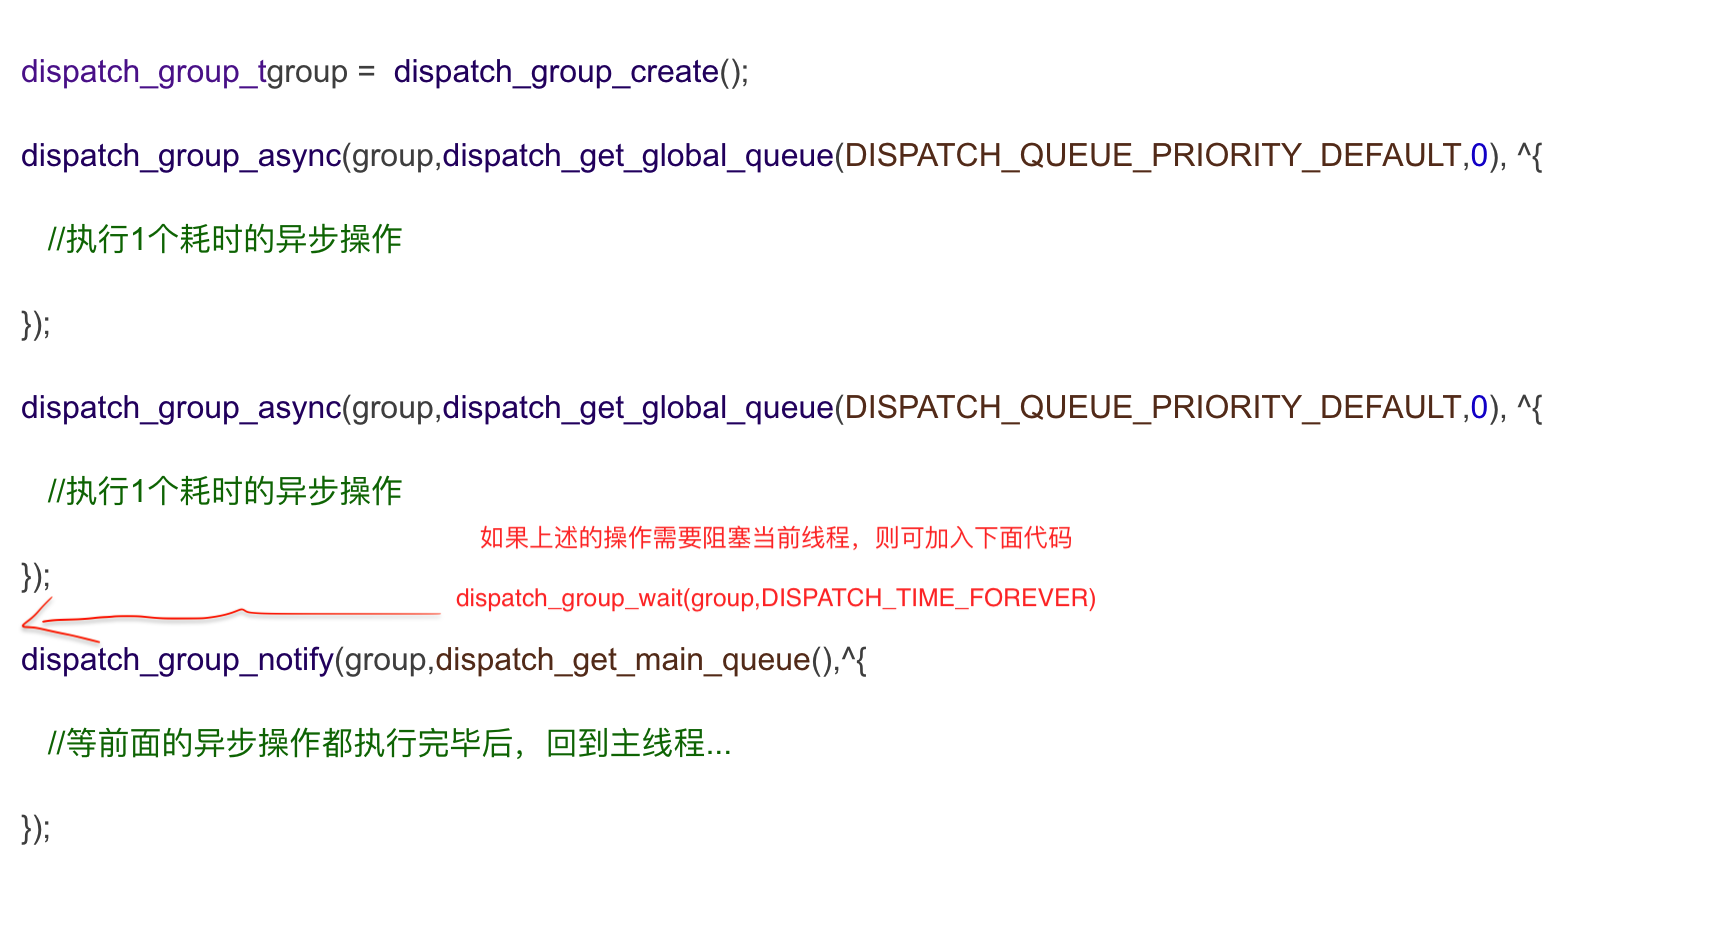 dispatch_group_tgroup =  dispatch_group_create();
dispatch_group_async(group,dispatch_get_global_queue(DISPATCH_QUEUE_PRIORITY_DEFAULT,0), ^{
//执行1个耗时的异步操作
});
dispatch_group_async(group,dispatch_get_global_queue(DISPATCH_QUEUE_PRIORITY_DEFAULT,0), ^{
//执行1个耗时的异步操作
如果上述的操作需要阻塞当前线程，则可加入下面代码
});
dispatch_group_wait(group,DISPATCH_TIME_FOREVER)
dispatch_group_notify(group,dispatch_get_main_queue(),^{
//等前面的异步操作都执行完毕后，回到主线程...
});